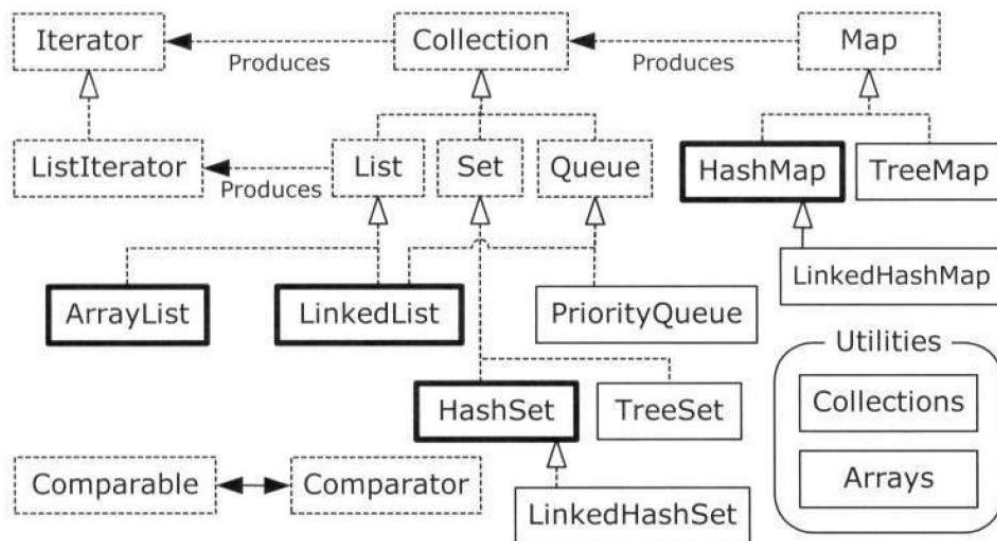 Iterator
Collection
Map
Produces
Produces
ListIterator
List
Set
Queue
HashMap
TreeMap
Produces
LinkedHashMap
ArrayList
LinkedList
PriorityQueue
Utilities
HashSet
TreeSet
Collections
Comparable
Comparator
Arrays
LinkedHashSet